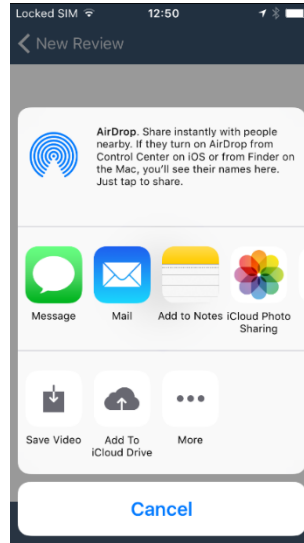 Locked SIM 12:50
New Review
AirDrop. Share instantly with people
nearby. If they turn on AirDrop from
Control Center on iOS or from Finder on
the Mac, you'll see their names here.
Just tap to share.
Message Mail Add to Notes iCloud Photo
Sharing
Save Video Add To More
iCloud Drive
Cancel